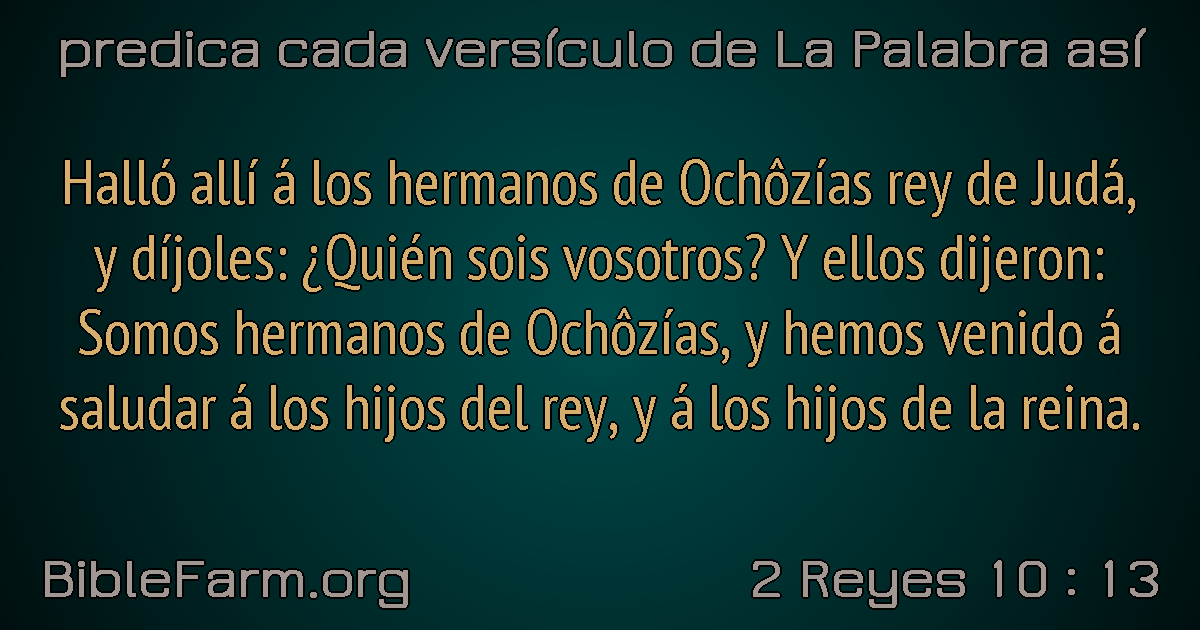 predica cada versículo de La Palabra así
Halló allí á los hermanos de Ochôzías rey de Judá,
y díjoles: ¿Quién sois vosotros? Y ellos dijeron:
Somos hermanos de Ochôzías, y hemos venido á
saludar á los hijos del rey, y á los hijos de la reina.
BibleFarm.org
2 Reyes 10 : 13